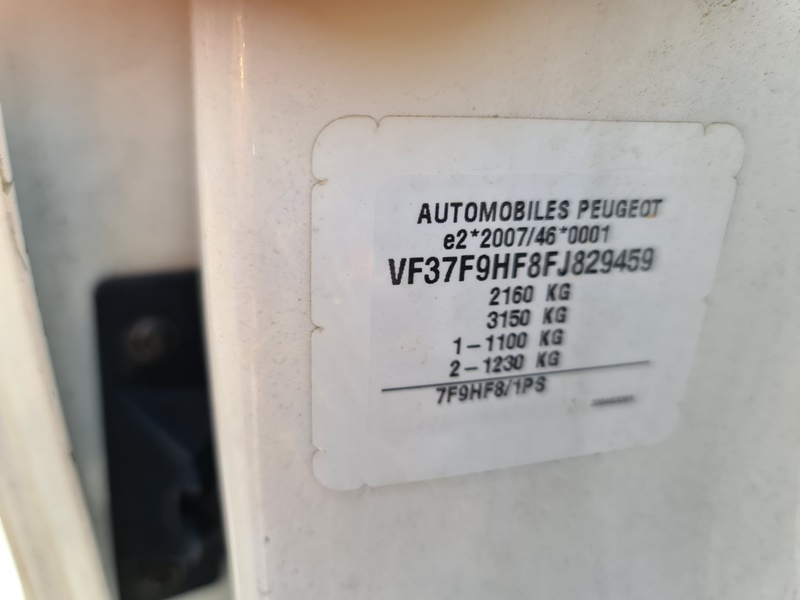 AUTOMOBILES PEUGEOT
e2*2007/46*0001
VF37F9HF8FJ829459
2160 KG
3150 KG
1-1100 KG
2-1230 KG
7F9HF8/1PS